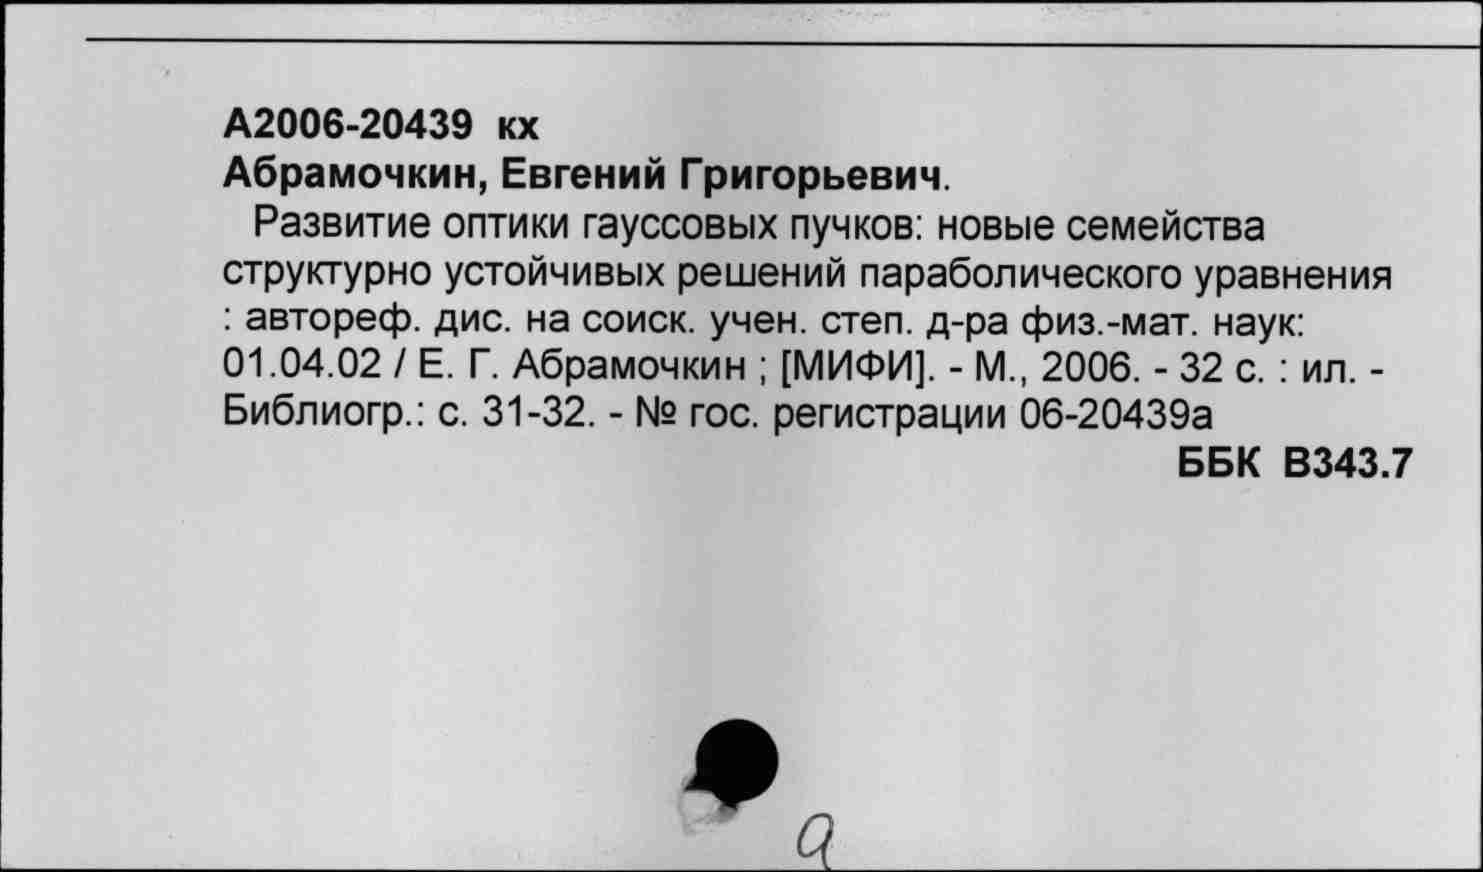 А2006-20439 кх
Абрамочкин, Евгений Григорьевич.
Развитие оптики гауссовых пучков: новые семейства
структурно устойчивых решений параболического уравнения
: автореф. дис. на соиск. учен. степ. д-ра физ.-мат. наук:
01.04.02 / Е. Г. Абрамочкин ; [МИФИ]. - М., 2006. - 32 с. : ил. -
Библиогр.: с. 31-32. - № гос. регистрации 06-20439а
ББК В343.7